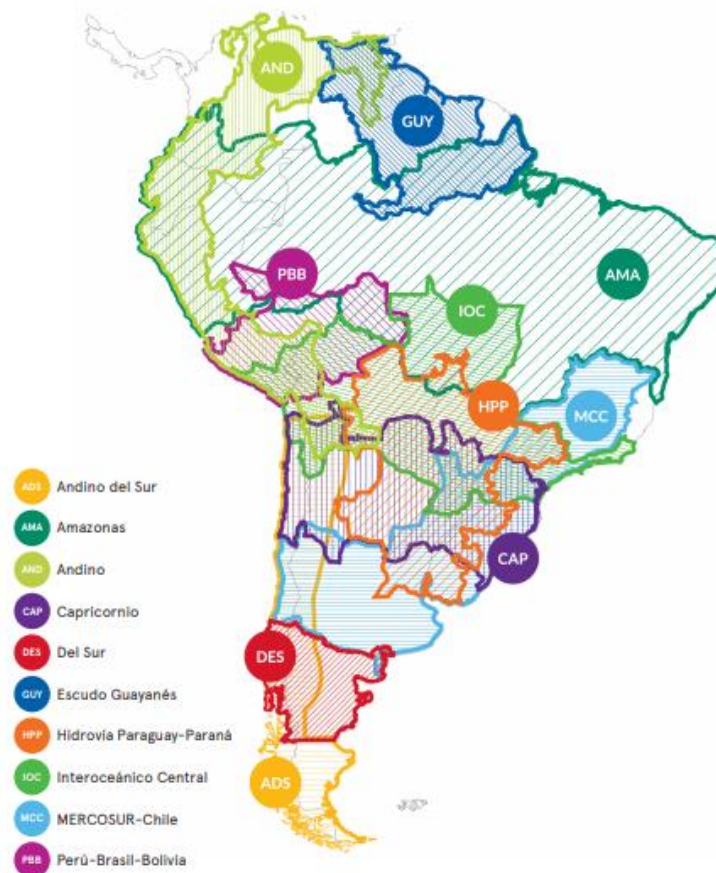 AND
GUY
PBB
AMA
IOC
HPP
MCC
CAP
DES
ADS
ADS Andino del Sur
AMA Amazonas
AND Andino
CAP Capricornio
DES Del Sur
GUY Escudo Guayanés
HPP Hidrovía Paraguay-Paraná
IOC Interoceánico Central
MCC MERCOSUR-Chile
PBB Perú-Brasil-Bolivia